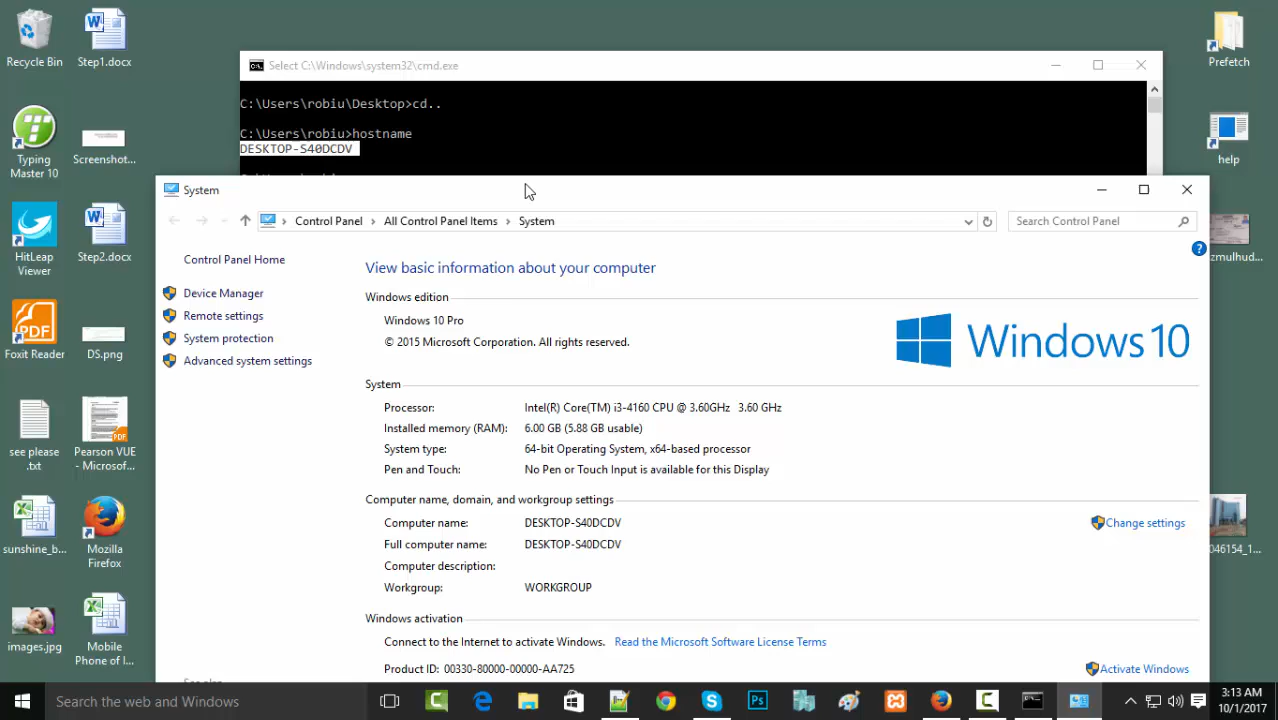 Recycle Bin
Step1.docx
Typing
Master 10
Screenshot...
HitLeap
Viewer
Step2.docx
Foxit Reader
DS.png
see please
.txt
Pearson VUE
- Microsof...
sunshine_b...
Mozilla
Firefox
images.jpg
Mobile
Phone of I...
Prefetch
help
zmulhud...
046154_1...
Select C:\Windows\system32\cmd.exe
C:\Users\robiu\Desktop>cd..
C:\Users\robiu>hostname
DESKTOP-S40DCDV
System
Control Panel > All Control Panel Items > System
Search Control Panel
Control Panel Home
Device Manager
Remote settings
System protection
Advanced system settings
View basic information about your computer
Windows edition
Windows 10 Pro
© 2015 Microsoft Corporation. All rights reserved.
Windows 10
System
Processor: Intel(R) Core(TM) i3-4160 CPU @ 3.60GHz 3.60 GHz
Installed memory (RAM): 6.00 GB (5.88 GB usable)
System type: 64-bit Operating System, x64-based processor
Pen and Touch: No Pen or Touch Input is available for this Display
Computer name, domain, and workgroup settings
Computer name: DESKTOP-S40DCDV
Change settings
Full computer name: DESKTOP-S40DCDV
Computer description:
Workgroup: WORKGROUP
Windows activation
Connect to the Internet to activate Windows. Read the Microsoft Software License Terms
Product ID: 00330-80000-00000-AA725
Activate Windows
Search the web and Windows
3:13 AM
10/1/2017